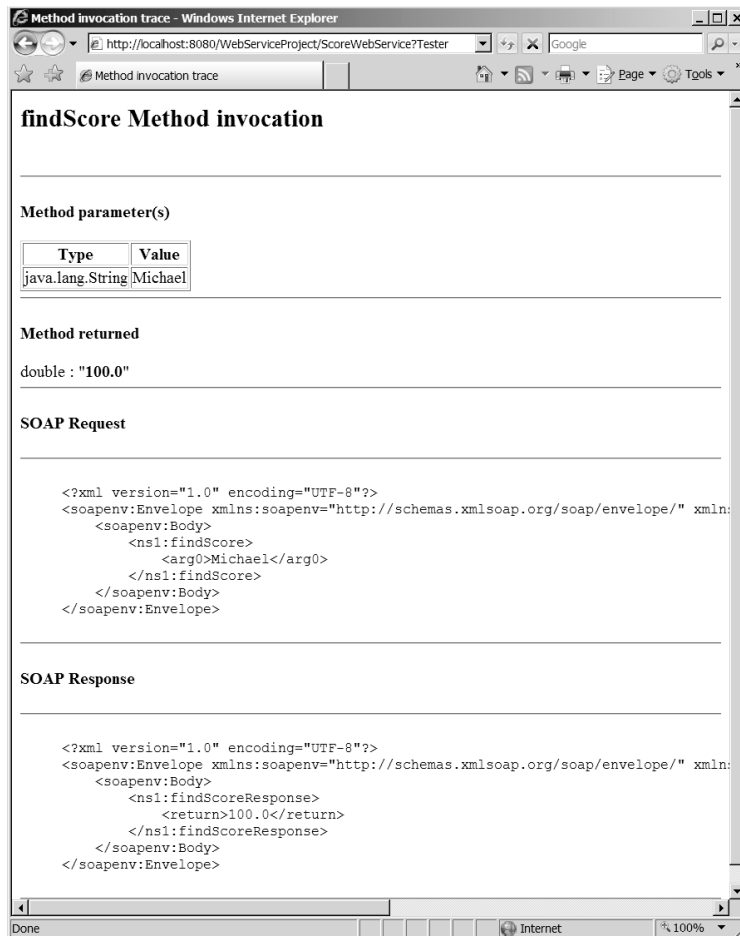 Method invocation trace - Windows Internet Explorer
http://localhost:8080/WebServiceProject/ScoreWebService?Tester
Google
Method invocation trace
Page
Tools
»
findScore Method invocation
Method parameter(s)
Type Value
java.lang.String Michael
Method returned
double : "100.0"
SOAP Request
<?xml version="1.0" encoding="UTF-8"?>
<soapenv:Envelope xmlns:soapenv="http://schemas.xmlsoap.org/soap/envelope/" xmlns
<soapenv:Body>
<ns1:findScore>
<arg0>Michael</arg0>
</ns1:findScore>
</soapenv:Body>
</soapenv:Envelope>
SOAP Response
<?xml version="1.0" encoding="UTF-8"?>
<soapenv:Envelope xmlns:soapenv="http://schemas.xmlsoap.org/soap/envelope/" xmlns
<soapenv:Body>
<ns1:findScoreResponse>
<return>100.0</return>
</ns1:findScoreResponse>
</soapenv:Body>
</soapenv:Envelope>
Done
Internet
100%